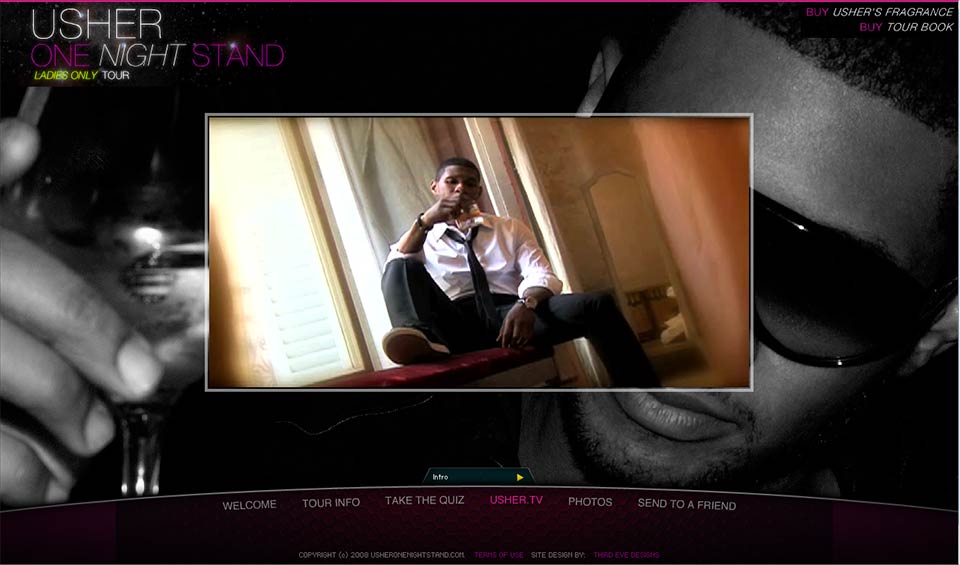 USHER
ONE NIGHT STAND
LADIES ONLY TOUR
BUY USHER'S FRAGRANCE
BUY TOUR BOOK
Intro
WELCOME TOUR INFO TAKE THE QUIZ USHER.TV PHOTOS SEND TO A FRIEND
COPYRIGHT (c) 2008 USHERONENIGHTSTAND.COM. TERMS OF USE SITE DESIGN BY: THIRD EYE DESIGNS